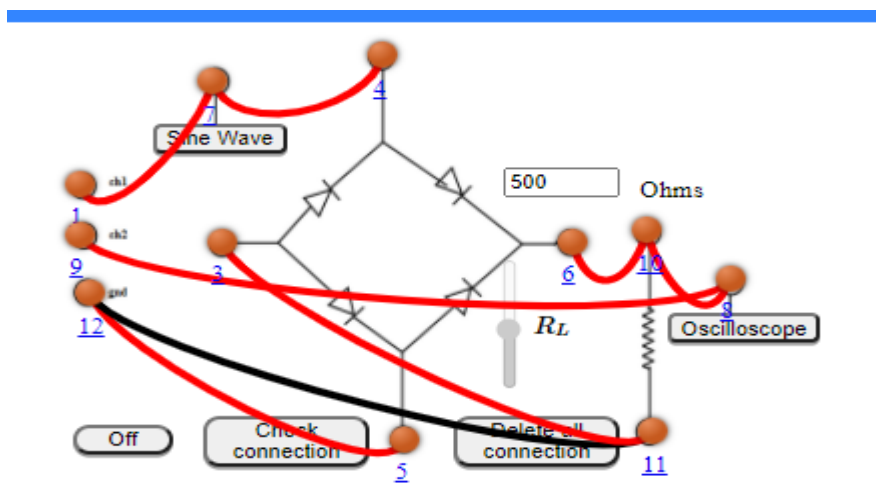 4
7
Sine Wave
ch1
1
500
Ohms
ch2
9
3
6
10
gnd
12
8
R_L
Oscilloscope
Off
Check
connection
Delete all
connection
5
11